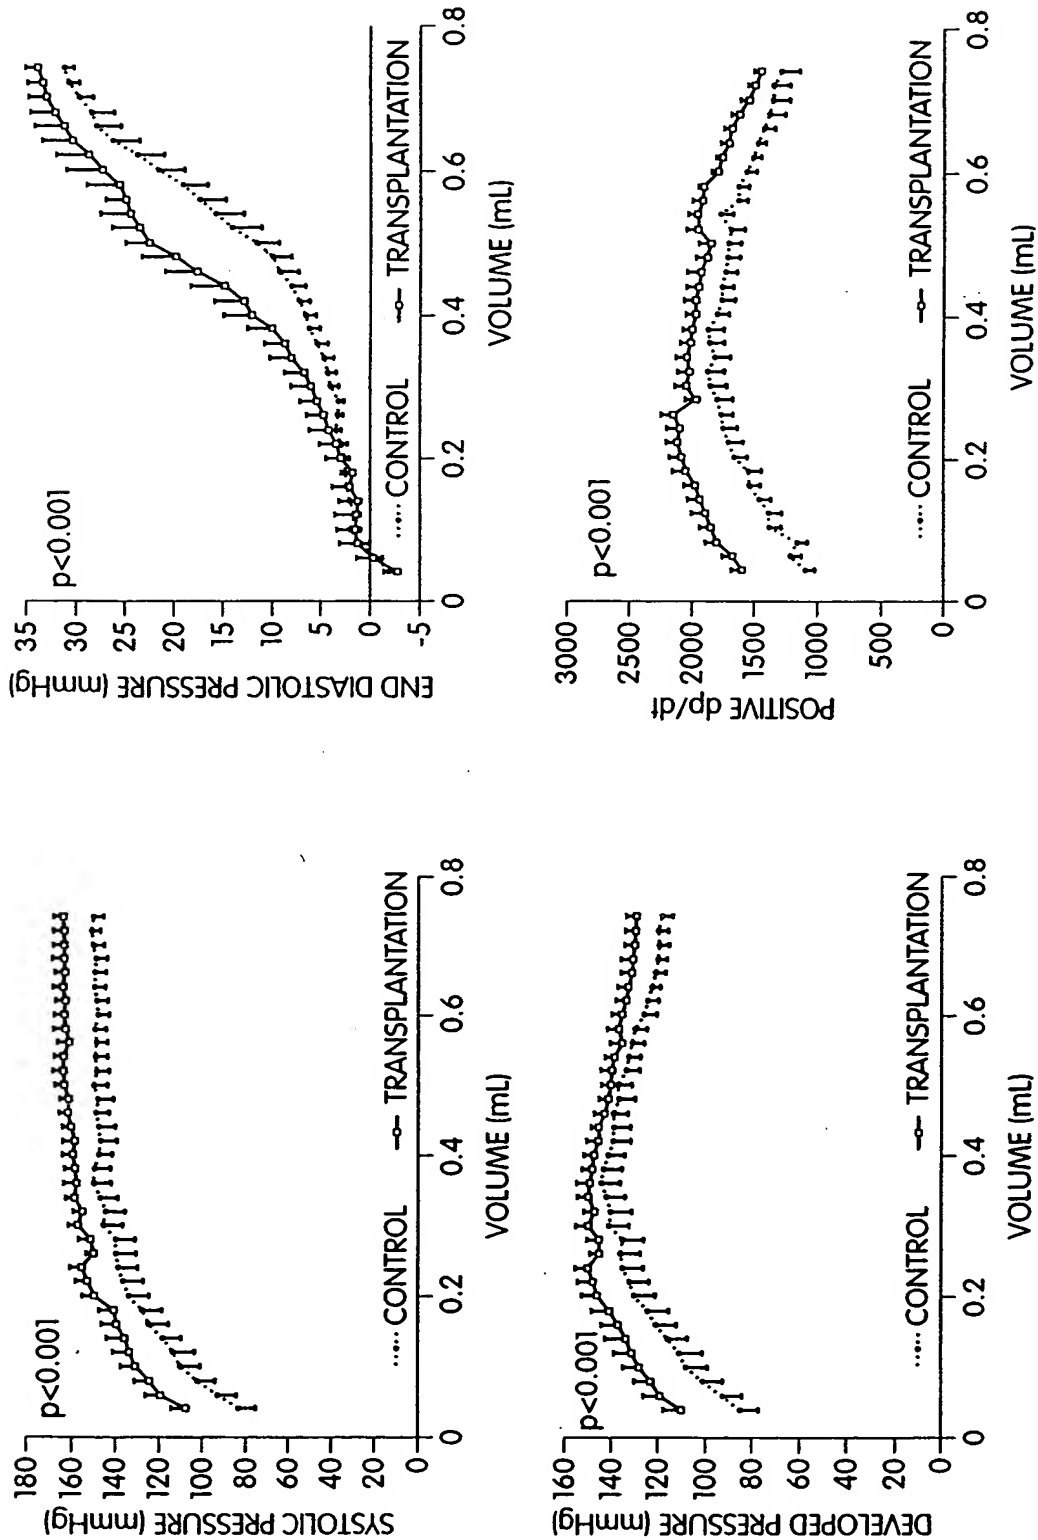 SYSTOLIC PRESSURE (mmHg)
180
160
140
120
100
80
60
40
20
0
p<0.001
CONTROL
TRANSPLANTATION
0
0.2
0.4
0.6
0.8
VOLUME (mL)
END DIASTOLIC PRESSURE (mmHg)
35
30
25
20
15
10
5
0
-5
p<0.001
CONTROL
TRANSPLANTATION
0
0.2
0.4
0.6
0.8
VOLUME (mL)
DEVELOPED PRESSURE (mmHg)
160
140
120
100
80
60
40
20
0
p<0.001
CONTROL
TRANSPLANTATION
0
0.2
0.4
0.6
0.8
VOLUME (mL)
POSITIVE dp/dt
3000
2500
2000
1500
1000
500
0
p<0.001
CONTROL
TRANSPLANTATION
0
0.2
0.4
0.6
0.8
VOLUME (mL)